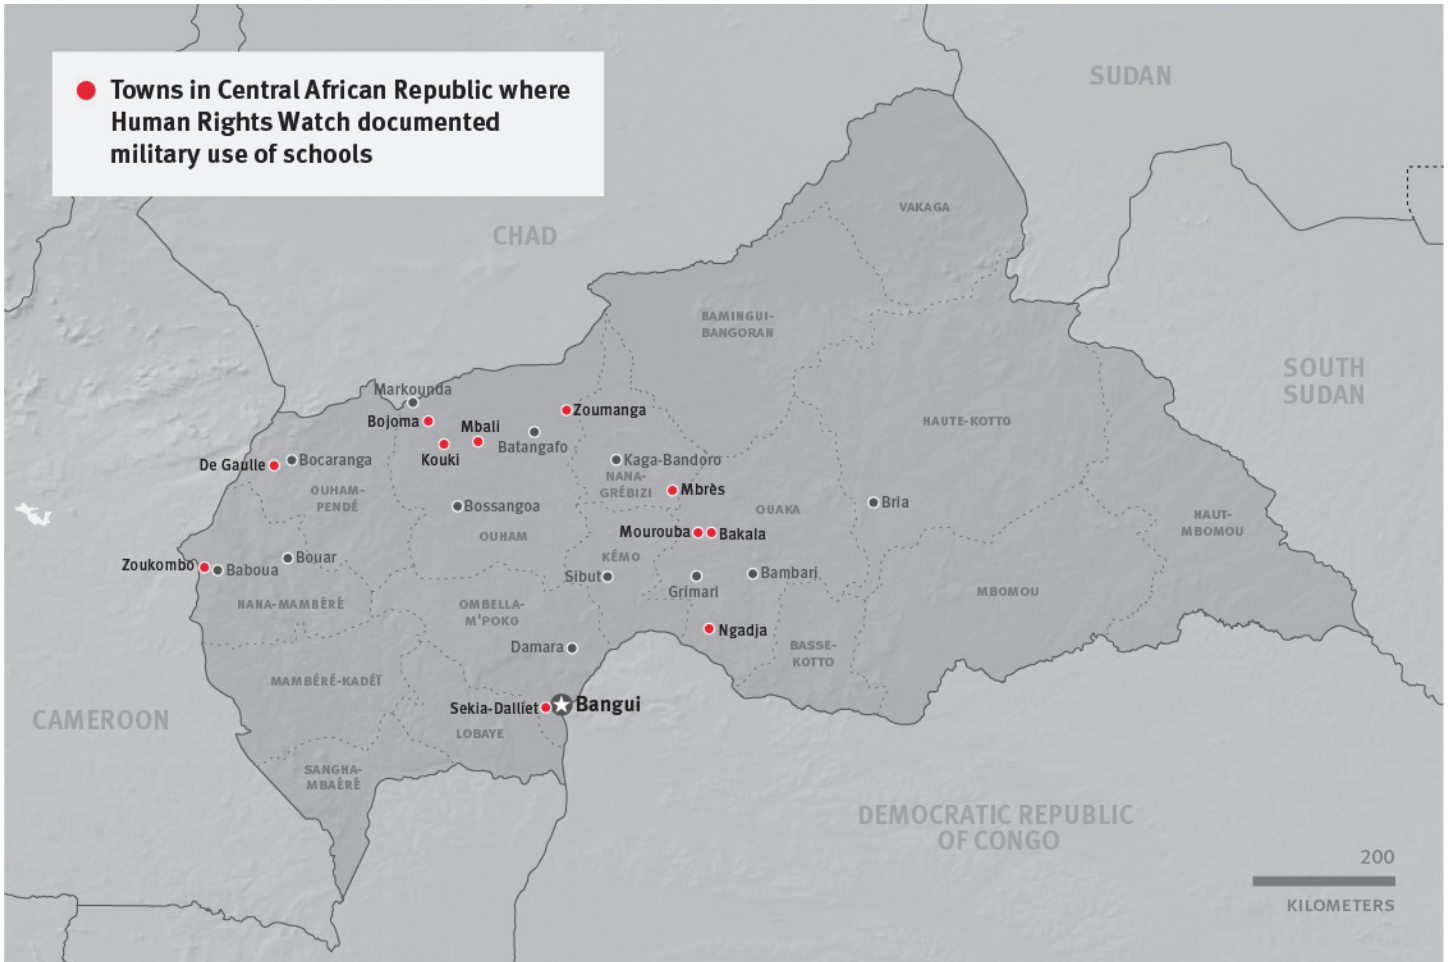 Towns in Central African Republic where
Human Rights Watch documented
military use of schools
SUDAN
VAKAGA
CHAD
BAMINGUI-
BANGORAN
SOUTH
SUDAN
Markounda
Bojoma
Mbali
Zoumanga
HAUTE-KOTTO
Kouki
Batangafo
De Gaulle
Bocaranga
Kaga-Bandoro
NANA-
GRÉBIZI
OUHAM-
PENDÉ
Mbrès
Bossangoa
OUAKA
Bria
HAUT-
MBOMOU
OUHAM
Mourouba
Bakala
KÉMO
Zoukombo
Baboua
Bouar
Sibut
Grimari
Bambari
MBOMOU
NANA-MAMBÉRÉ
OMBELLA-
M'POKO
Ngadja
Damara
BASSE-
KOTTO
MAMBÉRÉ-KADÉÏ
CAMEROON
Sekia-Dalliet
Bangui
LOBAYE
SANGHA-
MBAÉRÉ
DEMOCRATIC REPUBLIC
OF CONGO
200
KILOMETERS